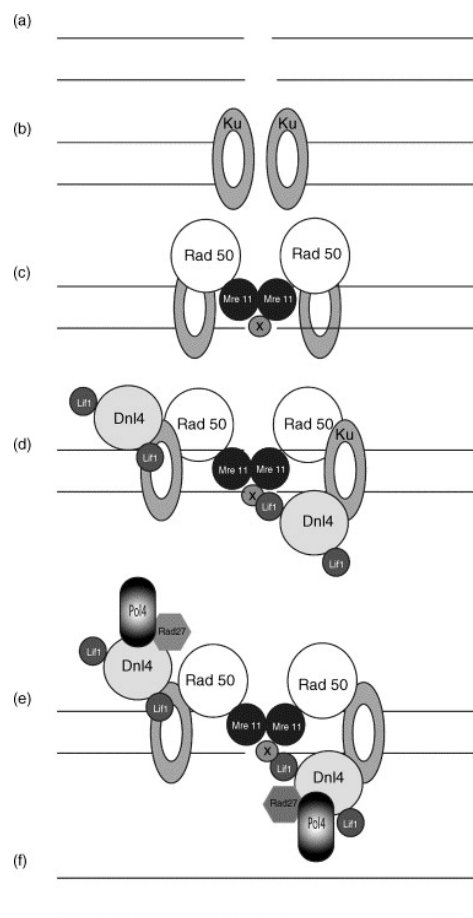 (a)
(b)
Ku Ku
(c)
Rad 50 Rad 50
Mre 11 Mre 11
X
(d)
Lif1 Dnl4 Rad 50 Rad 50
Ku
Lif1 Mre 11 Mre 11
X Lif1
Dnl4
Lif1
(e)
Pol4
Rad27
Lif1 Dnl4 Rad 50 Rad 50
Lif1 Mre 11 Mre 11
X
Lif1 Dnl4
Rad27
Pol4 Lif1
(f)